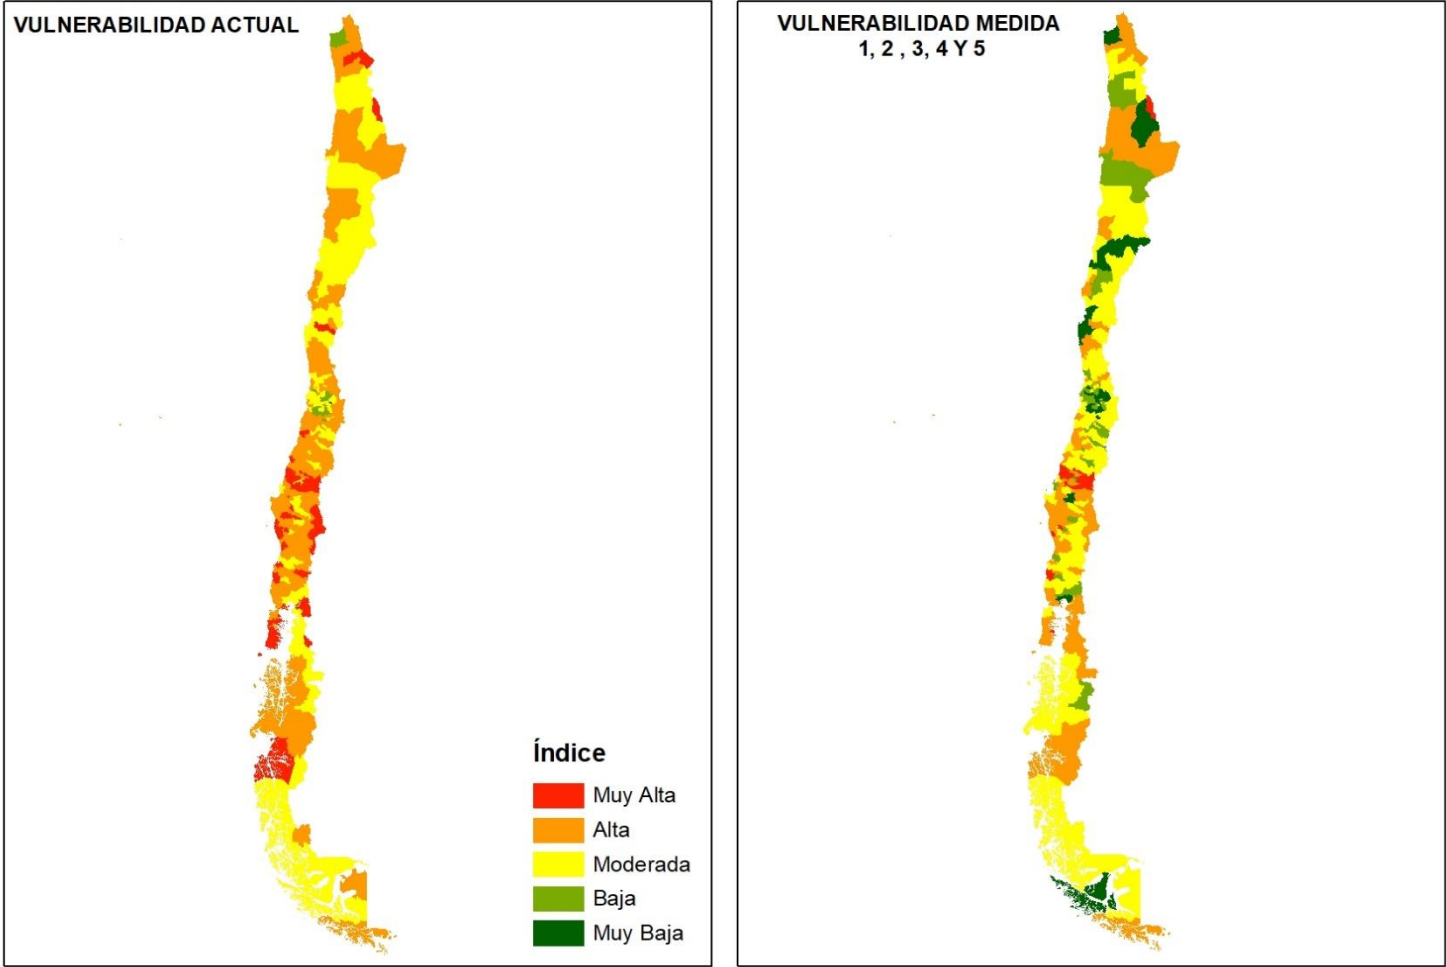 VULNERABILIDAD ACTUAL
VULNERABILIDAD MEDIDA
1, 2 , 3, 4 Y 5
Índice
Muy Alta
Alta
Moderada
Baja
Muy Baja